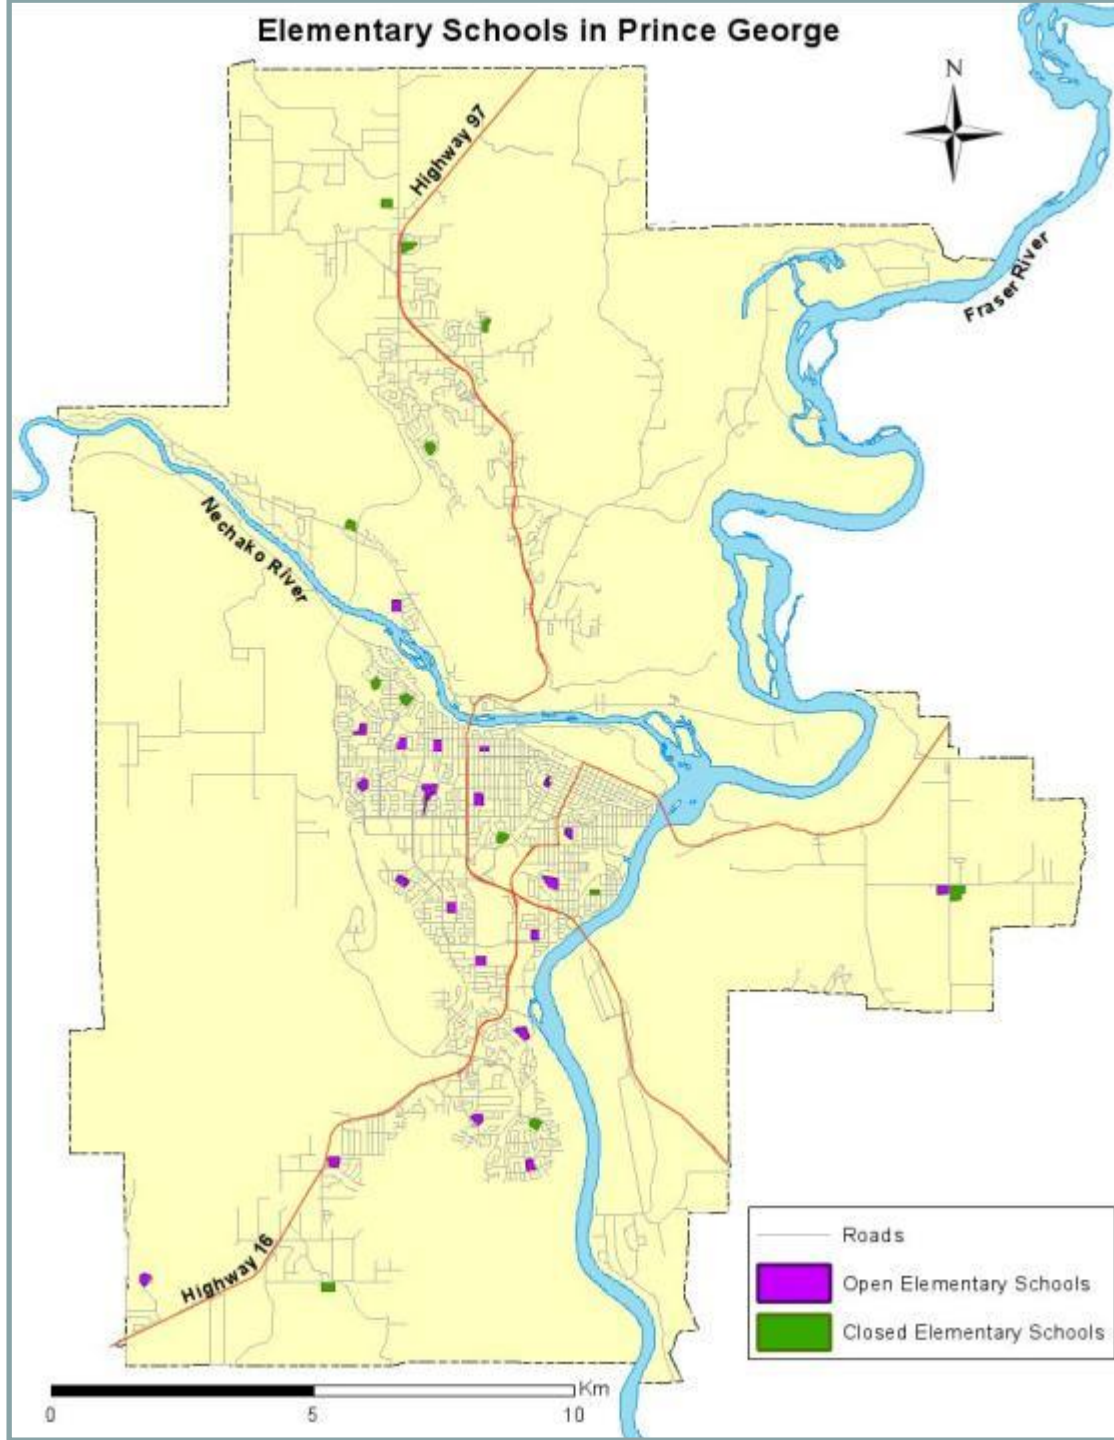 Elementary Schools in Prince George
N
Highway 97
Fraser River
Nechako River
Highway 16
Roads
Open Elementary Schools
Closed Elementary Schools
Km
0 5 10